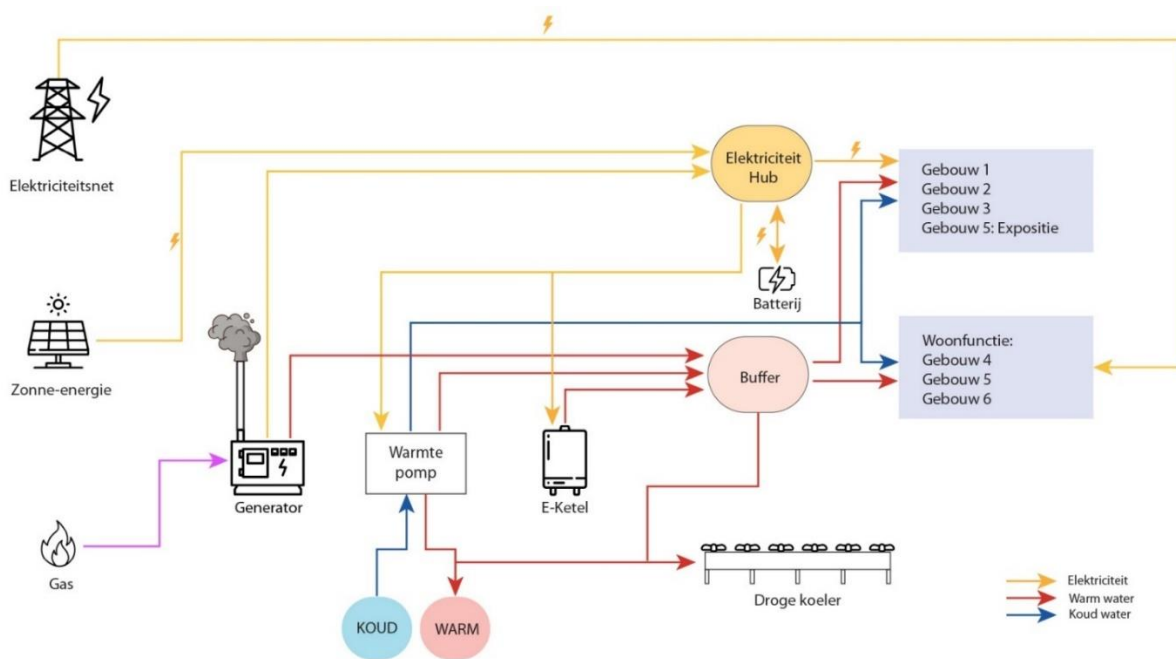 Elektriciteitsnet
Elektriciteit
Hub
Gebouw 1
Gebouw 2
Gebouw 3
Gebouw 5: Expositie
Batterij
Zonne-energie
Woonfunctie:
Gebouw 4
Gebouw 5
Gebouw 6
Buffer
Warmte
pomp
Generator
E-Ketel
Gas
Droge koeler
KOUD
WARM
Elektriciteit
Warm water
Koud water